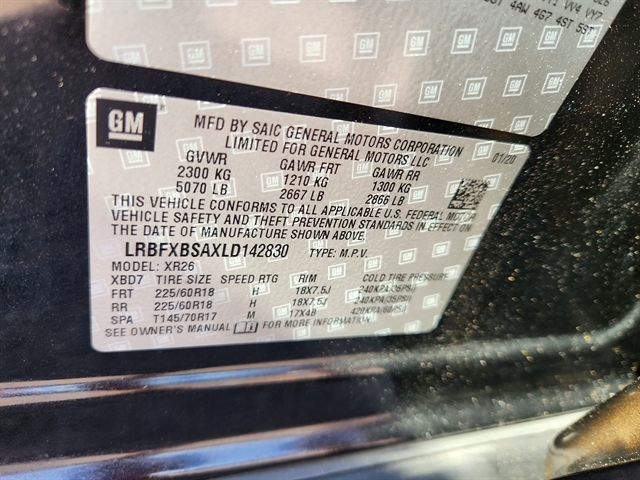 4AW 4G7 4ST
GM
MFD BY SAIC GENERAL MOTORS CORPORATION
LIMITED FOR GENERAL MOTORS LLC
01/20
GVWR GAWR FRT GAWR RR
2300 KG 1210 KG 1300 KG
5070 LB 2667 LB 2866 LB
THIS VEHICLE CONFORMS TO ALL APPLICABLE U.S. FEDERAL MOTOR
VEHICLE SAFETY AND THEFT PREVENTION STANDARDS IN EFFECT ON
THE DATE OF MANUFACTURE SHOWN ABOVE.
LRBFXBSAXLD142830 TYPE: M.P.V.
MODEL: XR26
XBD7 TIRE SIZE SPEED RTG RIM COLD TIRE PRESSURE
FRT 225/60R18 H 18X7.5J 240KPA/35PSI
RR 225/60R18 H 18X7.5J 240KPA/35PSI
SPA T145/70R17 M 17X4B 420KPA/60PSI
SEE OWNER'S MANUAL FOR MORE INFORMATION